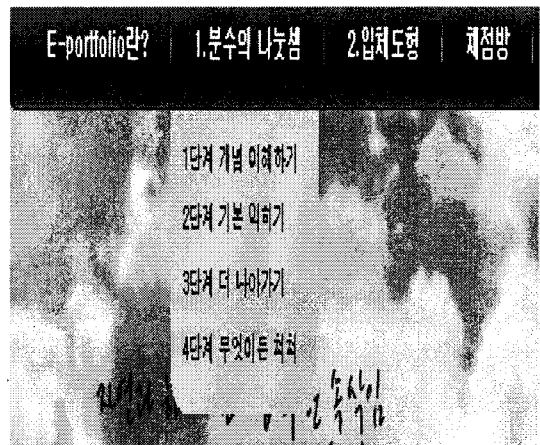 E-portfolio란? 1.분수의 나눗셈 2.입체도형 채점방
1단계 개념 이해하기
2단계 기본 익히기
3단계 더 나아가기
4단계 무엇이든 척척
속삭임